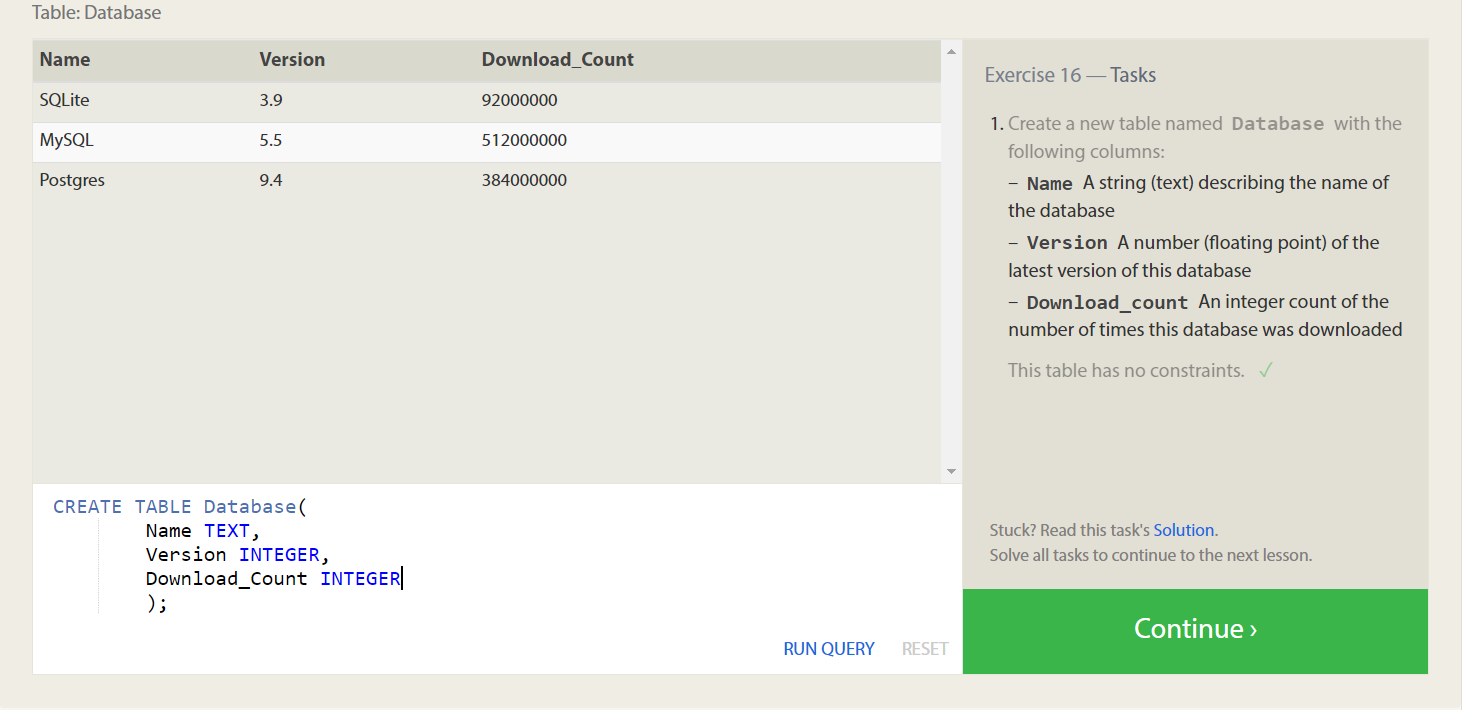 Table: Database
Name Version Download_Count
SQLite 3.9 92000000
MySQL 5.5 512000000
Postgres 9.4 384000000
CREATE TABLE Database(
Name TEXT,
Version INTEGER,
Download_Count INTEGER
);
RUN QUERY RESET
Exercise 16 — Tasks
1. Create a new table named Database with the
following columns:
– Name A string (text) describing the name of
the database
– Version A number (floating point) of the
latest version of this database
– Download_count An integer count of the
number of times this database was downloaded
This table has no constraints. ✓
Stuck? Read this task's Solution.
Solve all tasks to continue to the next lesson.
Continue ›